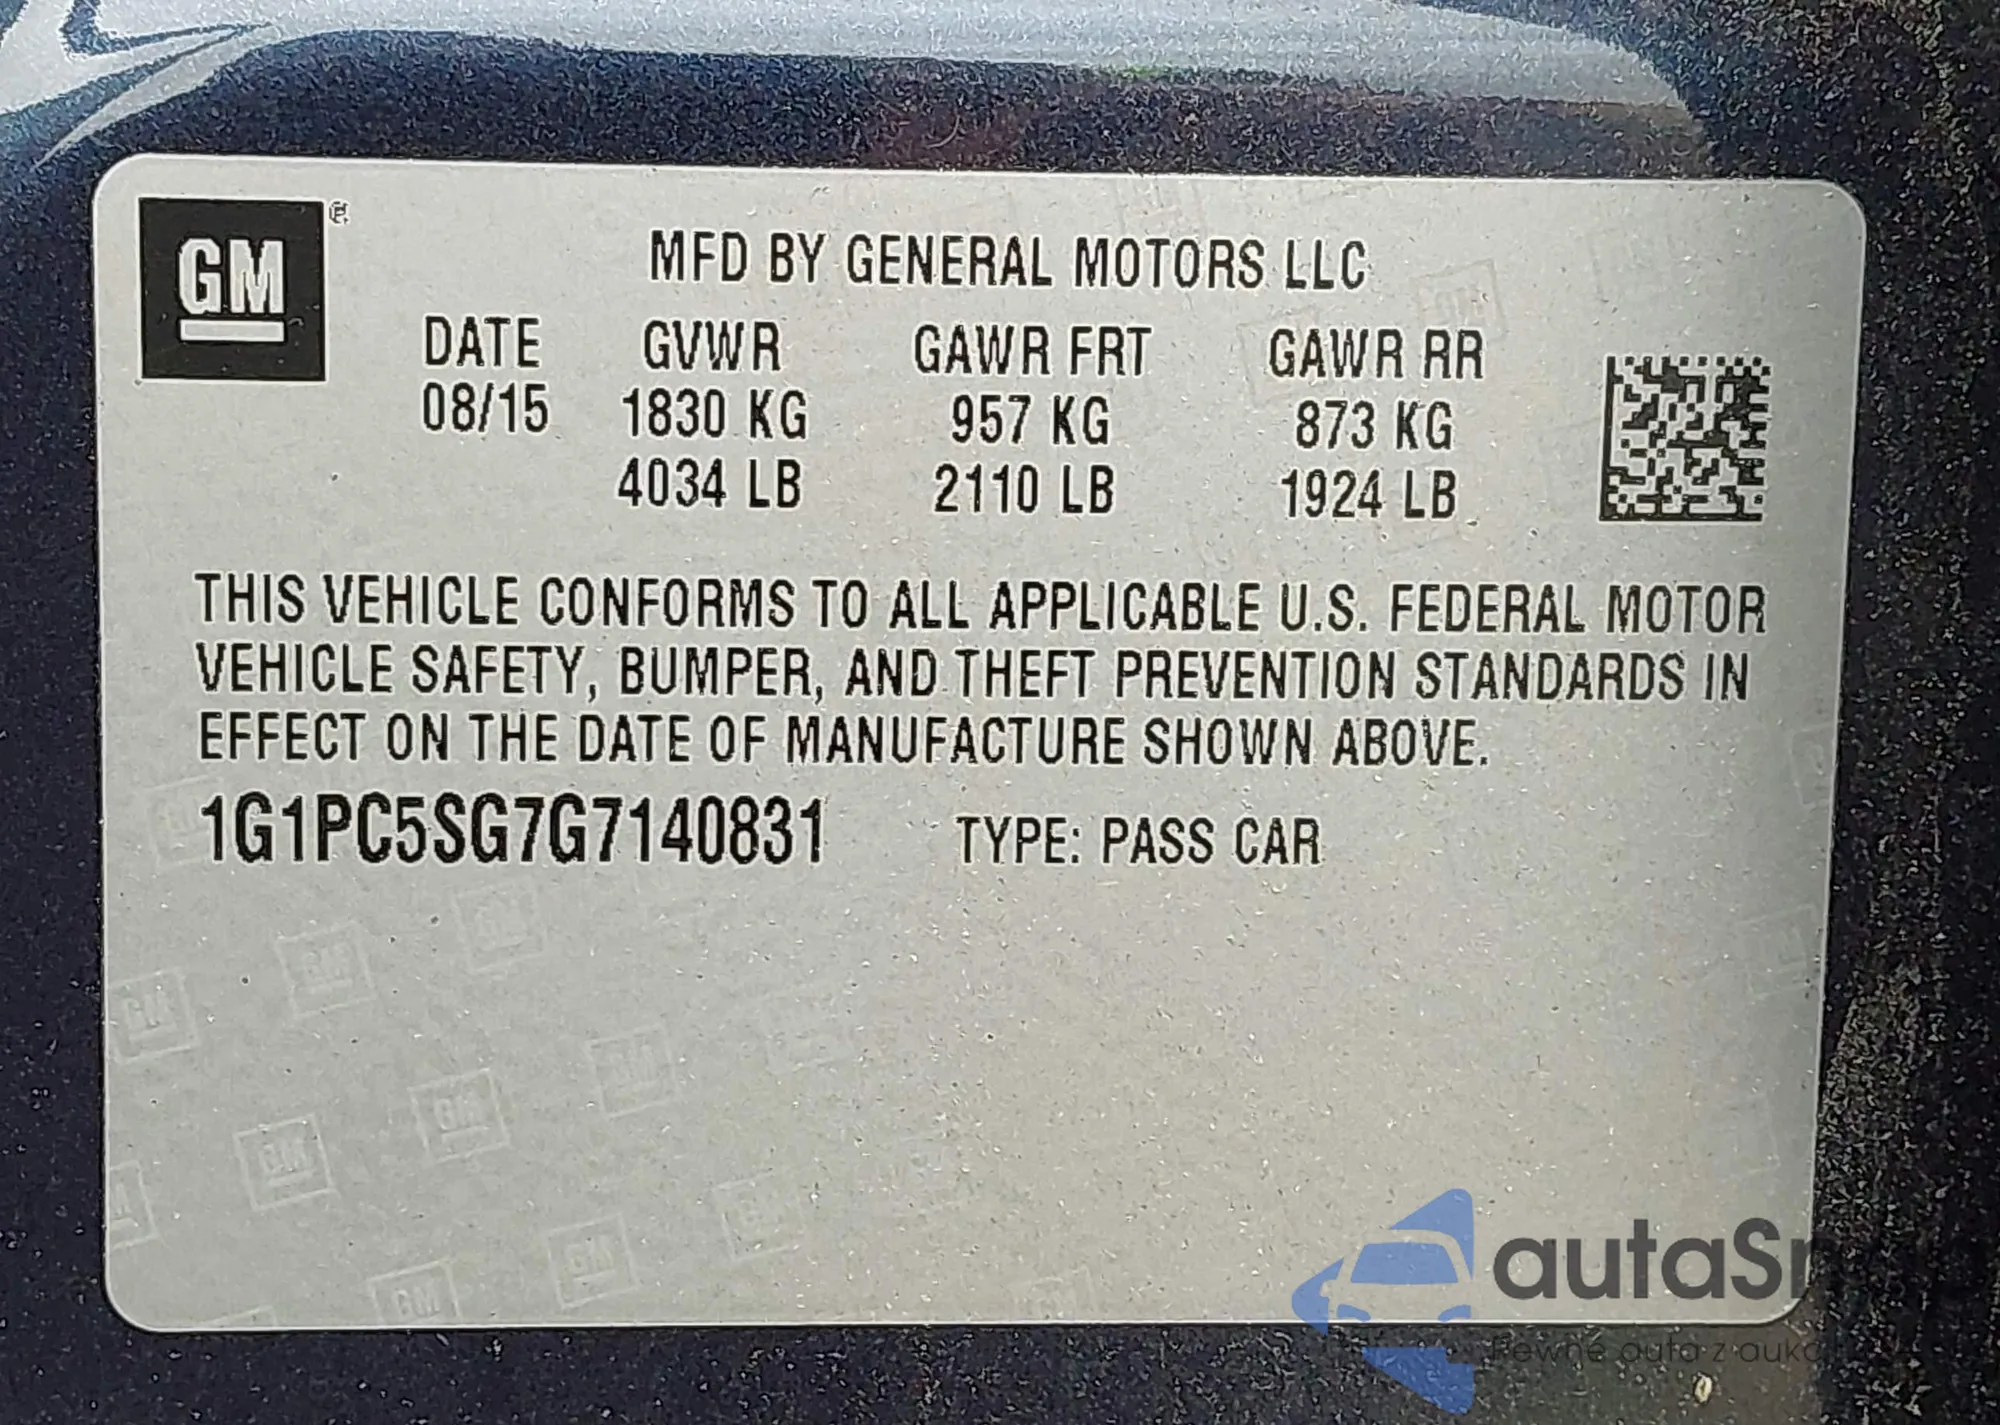 GM
MFD BY GENERAL MOTORS LLC
DATE GVWR GAWR FRT GAWR RR
08/15 1830 KG 957 KG 873 KG
4034 LB 2110 LB 1924 LB
THIS VEHICLE CONFORMS TO ALL APPLICABLE U.S. FEDERAL MOTOR
VEHICLE SAFETY, BUMPER, AND THEFT PREVENTION STANDARDS IN
EFFECT ON THE DATE OF MANUFACTURE SHOWN ABOVE.
1G1PC5SG7G7140831 TYPE: PASS CAR
Pewne auta z